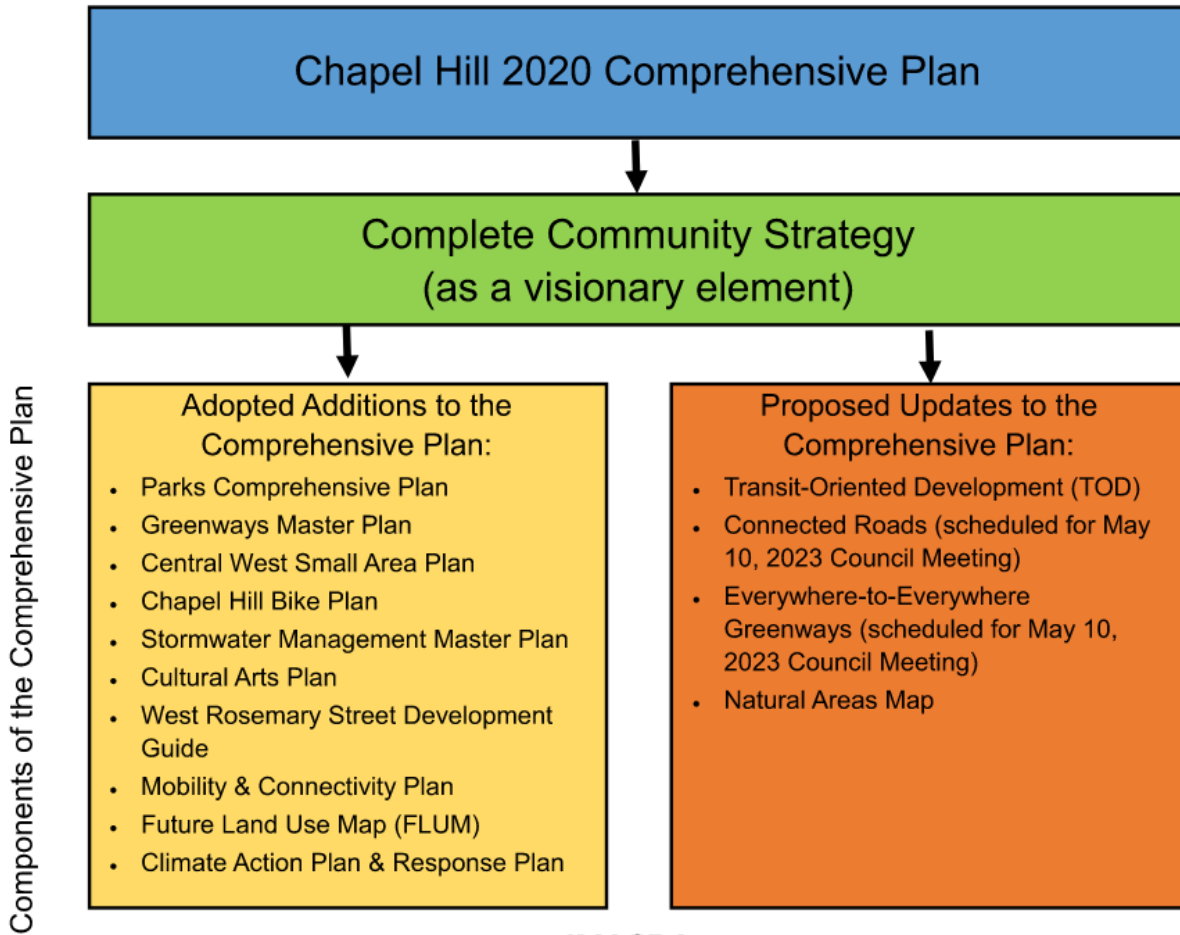 Chapel Hill 2020 Comprehensive Plan
Complete Community Strategy
(as a visionary element)
Components of the Comprehensive Plan
Adopted Additions to the
Comprehensive Plan:
• Parks Comprehensive Plan
• Greenways Master Plan
• Central West Small Area Plan
• Chapel Hill Bike Plan
• Stormwater Management Master Plan
• Cultural Arts Plan
• West Rosemary Street Development
Guide
• Mobility & Connectivity Plan
• Future Land Use Map (FLUM)
• Climate Action Plan & Response Plan
Proposed Updates to the
Comprehensive Plan:
• Transit-Oriented Development (TOD)
• Connected Roads (scheduled for May
10, 2023 Council Meeting)
• Everywhere-to-Everywhere
Greenways (scheduled for May 10,
2023 Council Meeting)
• Natural Areas Map